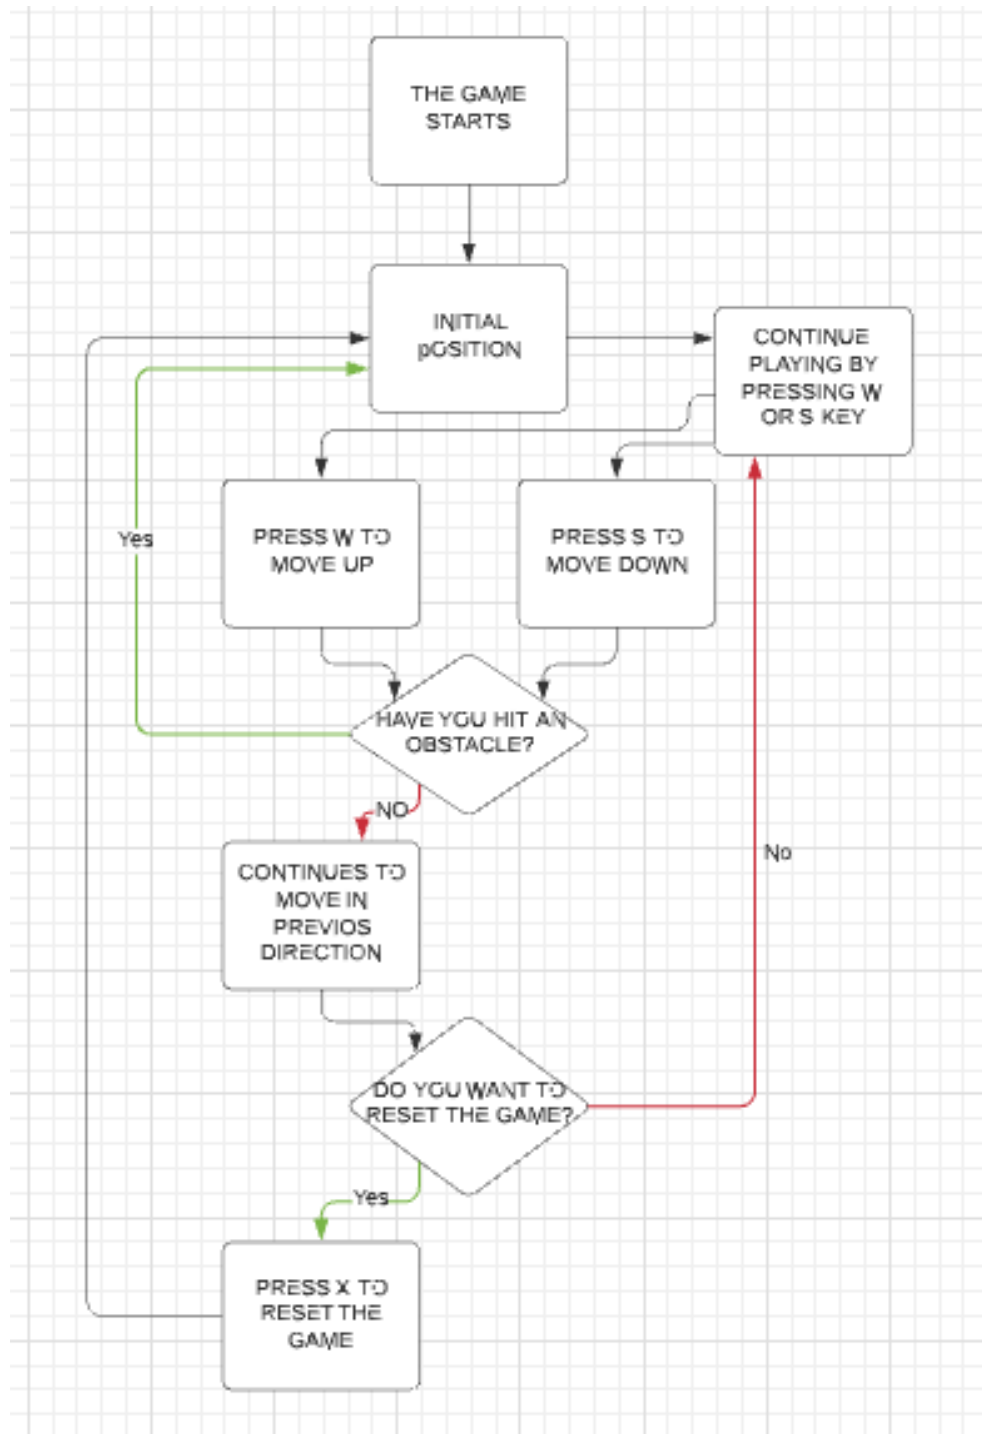 THE GAME
STARTS
INITIAL
pOSITION
CONTINUE
PLAYING BY
PRESSING W
OR S KEY
PRESS W TO
MOVE UP
PRESS S TO
MOVE DOWN
Yes
HAVE YOU HIT AN
OBSTACLE?
NO
CONTINUES TO
MOVE IN
PREVIOS
DIRECTION
No
DO YOU WANT TO
RESET THE GAME?
Yes
PRESS X TO
RESET THE
GAME